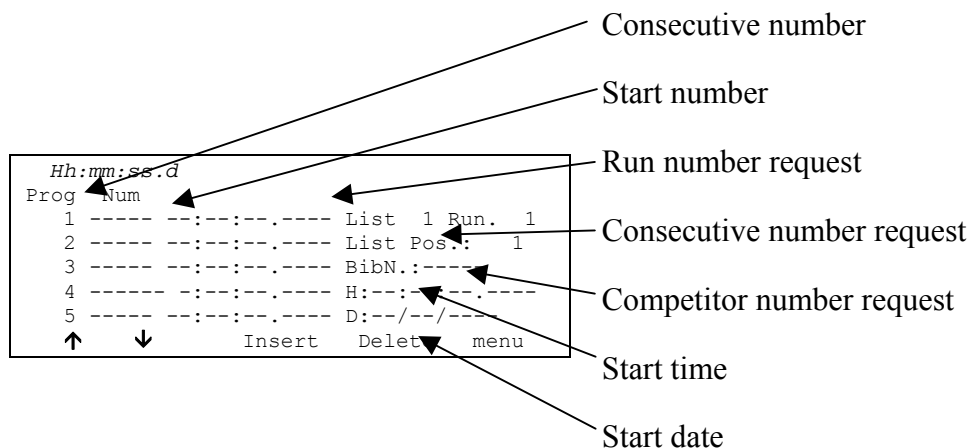 Consecutive number
Start number
Run number request
Consecutive number request
Competitor number request
Start time
Start date
Hh:mm:ss.d
Prog Num
1 ----- --:--:--.---- List 1 Run. 1
2 ----- --:--:--.---- List Pos.: 1
3 ----- --:--:--.---- BibN.:-----
4 ------ -:--:--.---- H:--:--:--.----
5 ----- --:--:--.---- D:--/--/----
↑ ↓ Insert Delete menu